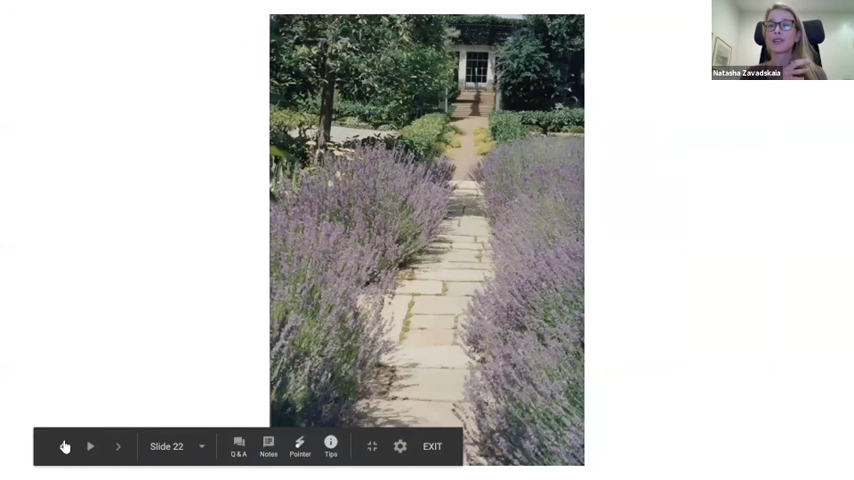 Natasha Zavadskaia
Slide 22
Q & A
Notes
Pointer
Tips
EXIT